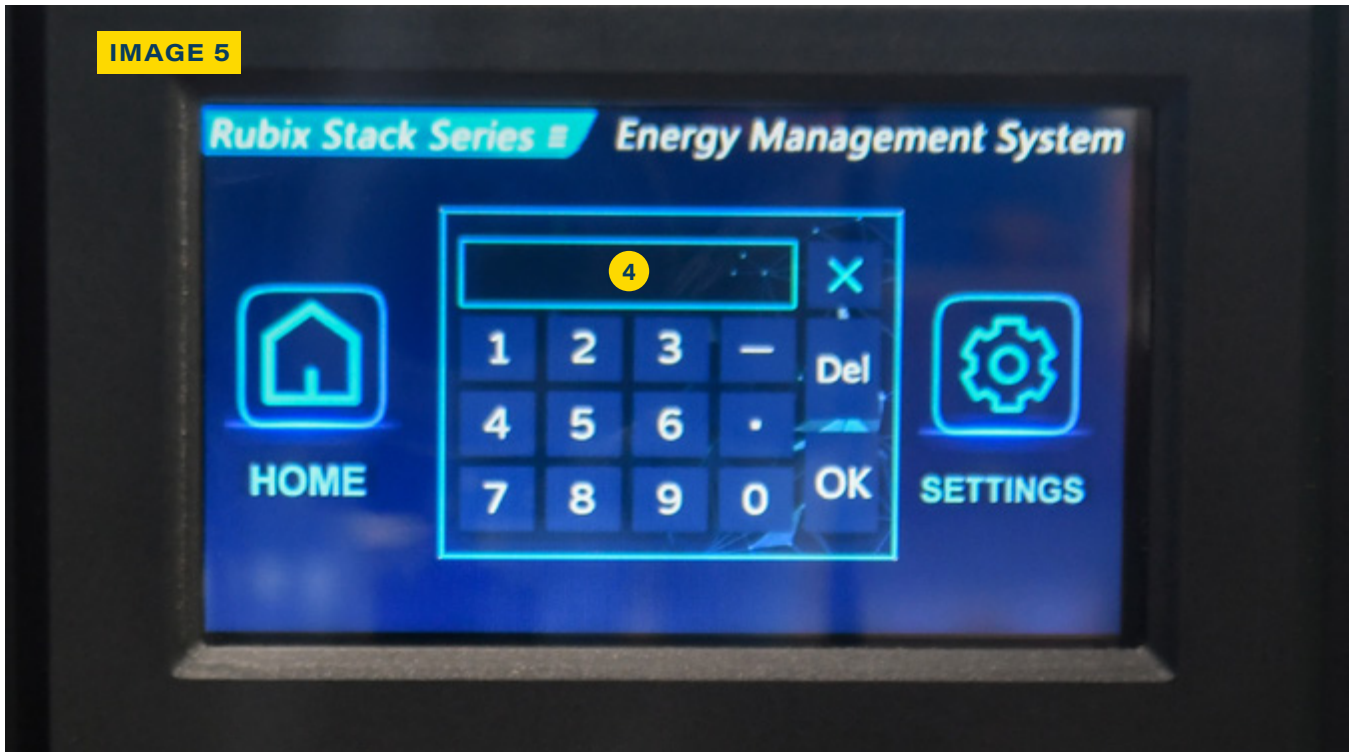 IMAGE 5
Rubix Stack Series Energy Management System
4
1 2 3 — Del
4 5 6 .
7 8 9 0 OK
HOME
SETTINGS